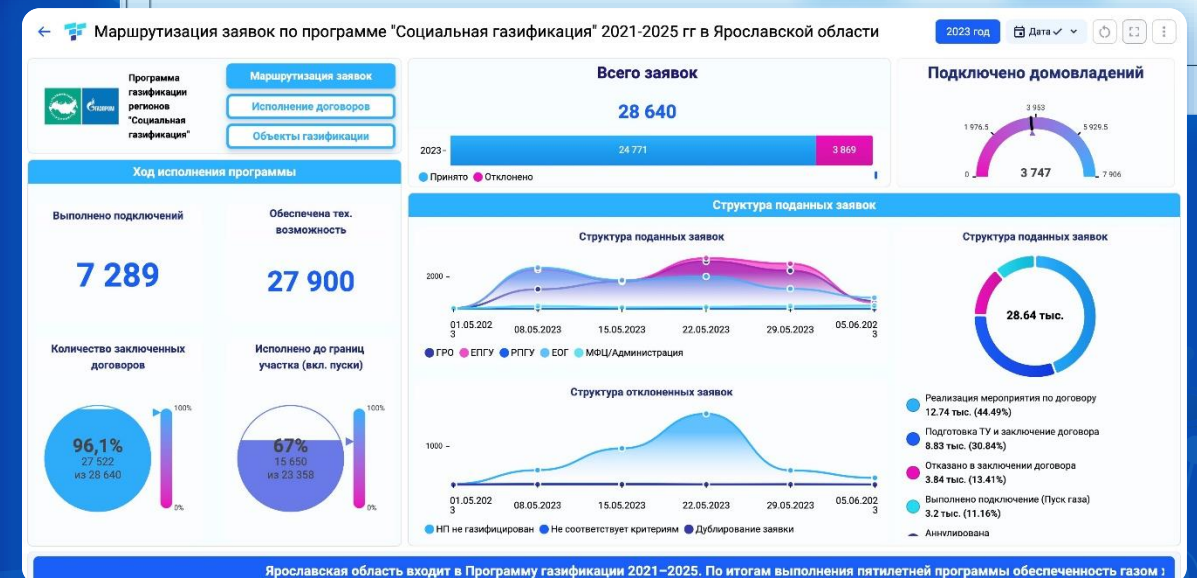 Маршрутизация заявок по программе "Социальная газификация" 2021-2025 гг в Ярославской области
2023 год
Дата
ГАЗПРОМ
Программа
газификации
регионов
"Социальная
газификация"
Маршрутизация заявок
Исполнение договоров
Объекты газификации
Всего заявок
28 640
2023
24 771
3 869
Принято Отклонено
Подключено домовладений
3 953
1 976.5
5 929.5
0
3 747
7 906
Ход исполнения программы
Выполнено подключений
7 289
Обеспечена тех.
возможность
27 900
Количество заключенных
договоров
96,1%
27 522
из 28 640
100%
0%
Исполнено до границ
участка (вкл. пуски)
67%
15 650
из 23 358
100%
0%
Структура поданных заявок
Структура поданных заявок
2000
01.05.202
3
08.05.2023
15.05.2023
22.05.2023
29.05.2023
05.06.202
3
ГРО ЕПГУ РПГУ ЕОГ МФЦ/Администрация
Структура отклоненных заявок
1000
01.05.202
3
08.05.2023
15.05.2023
22.05.2023
29.05.2023
05.06.202
3
НП не газифицирован Не соответствует критериям Дублирование заявки
Структура поданных заявок
28.64 тыс.
Реализация мероприятия по договору
12.74 тыс. (44.49%)
Подготовка ТУ и заключение договора
8.83 тыс. (30.84%)
Отказано в заключении договора
3.84 тыс. (13.41%)
Выполнено подключение (Пуск газа)
3.2 тыс. (11.16%)
Аннулирована
Ярославская область входит в Программу газификации 2021–2025. По итогам выполнения пятилетней программы обеспеченность газом